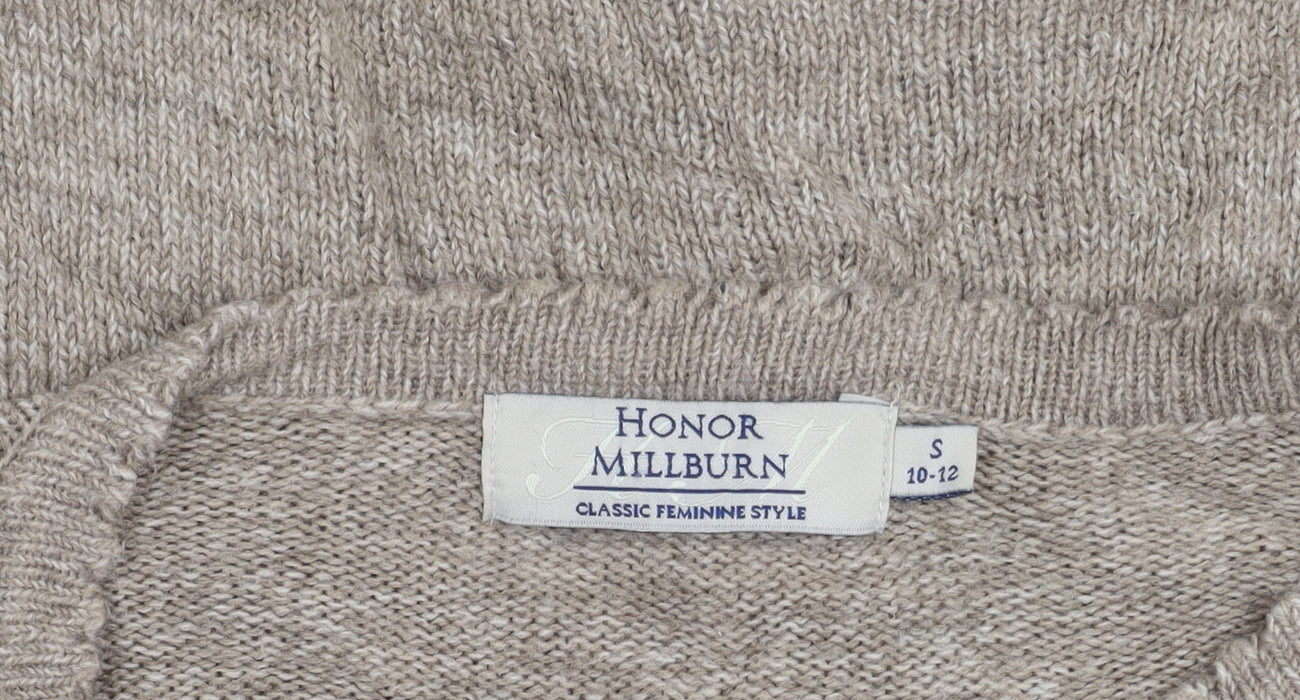 HONOR
MILLBURN
CLASSIC FEMININE STYLE
S
10-12